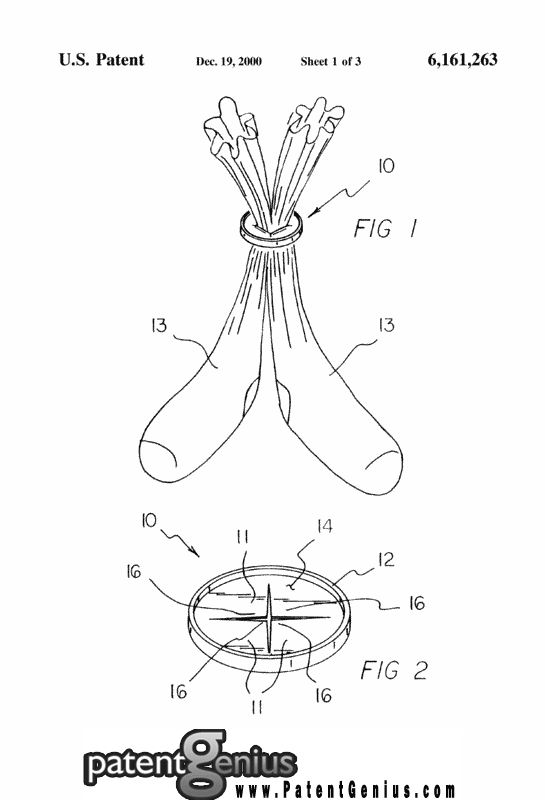 U.S. Patent Dec. 19, 2000 Sheet 1 of 3 6,161,263
10
FIG 1
13 13
10 11 14 12
16 16
FIG 2
16 11 16
patentgenius
www.PatentGenius.com